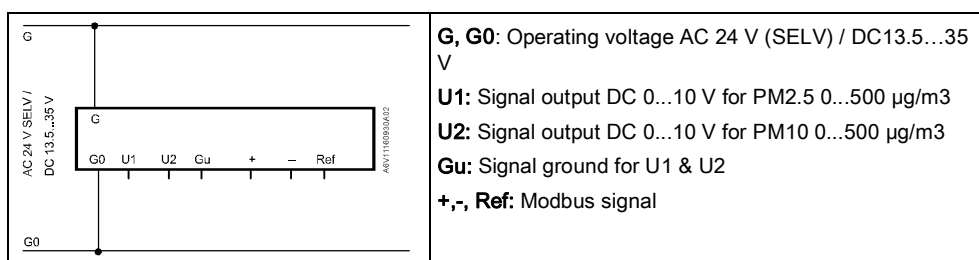 G
AC 24 V SELV /
DC 13.5...35 V
G
G0 U1 U2 Gu + – Ref
A6V11160930A02
G0
G, G0: Operating voltage AC 24 V (SELV) / DC13.5…35
V
U1: Signal output DC 0...10 V for PM2.5 0...500 µg/m3
U2: Signal output DC 0...10 V for PM10 0...500 µg/m3
Gu: Signal ground for U1 & U2
+,-, Ref: Modbus signal